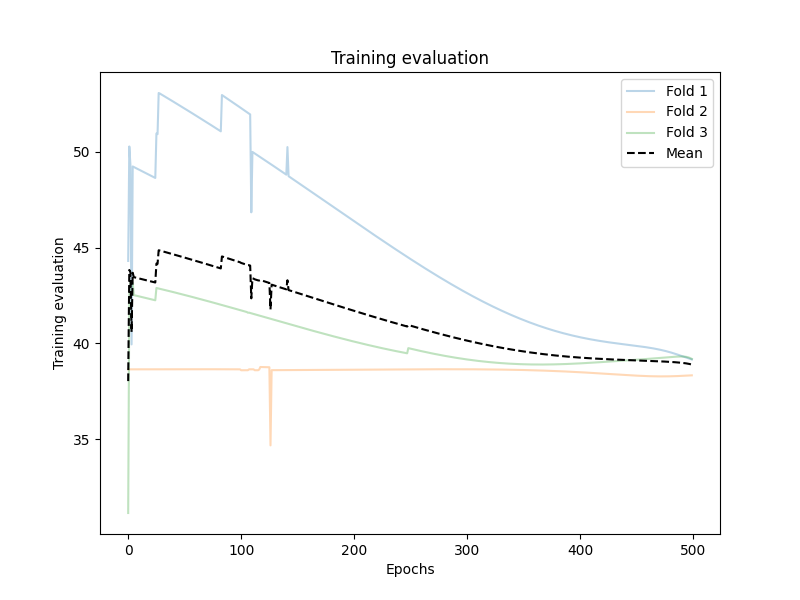 Training evaluation
Fold 1
Fold 2
Fold 3
Mean
Training evaluation
50
45
40
35
0 100 200 300 400 500
Epochs